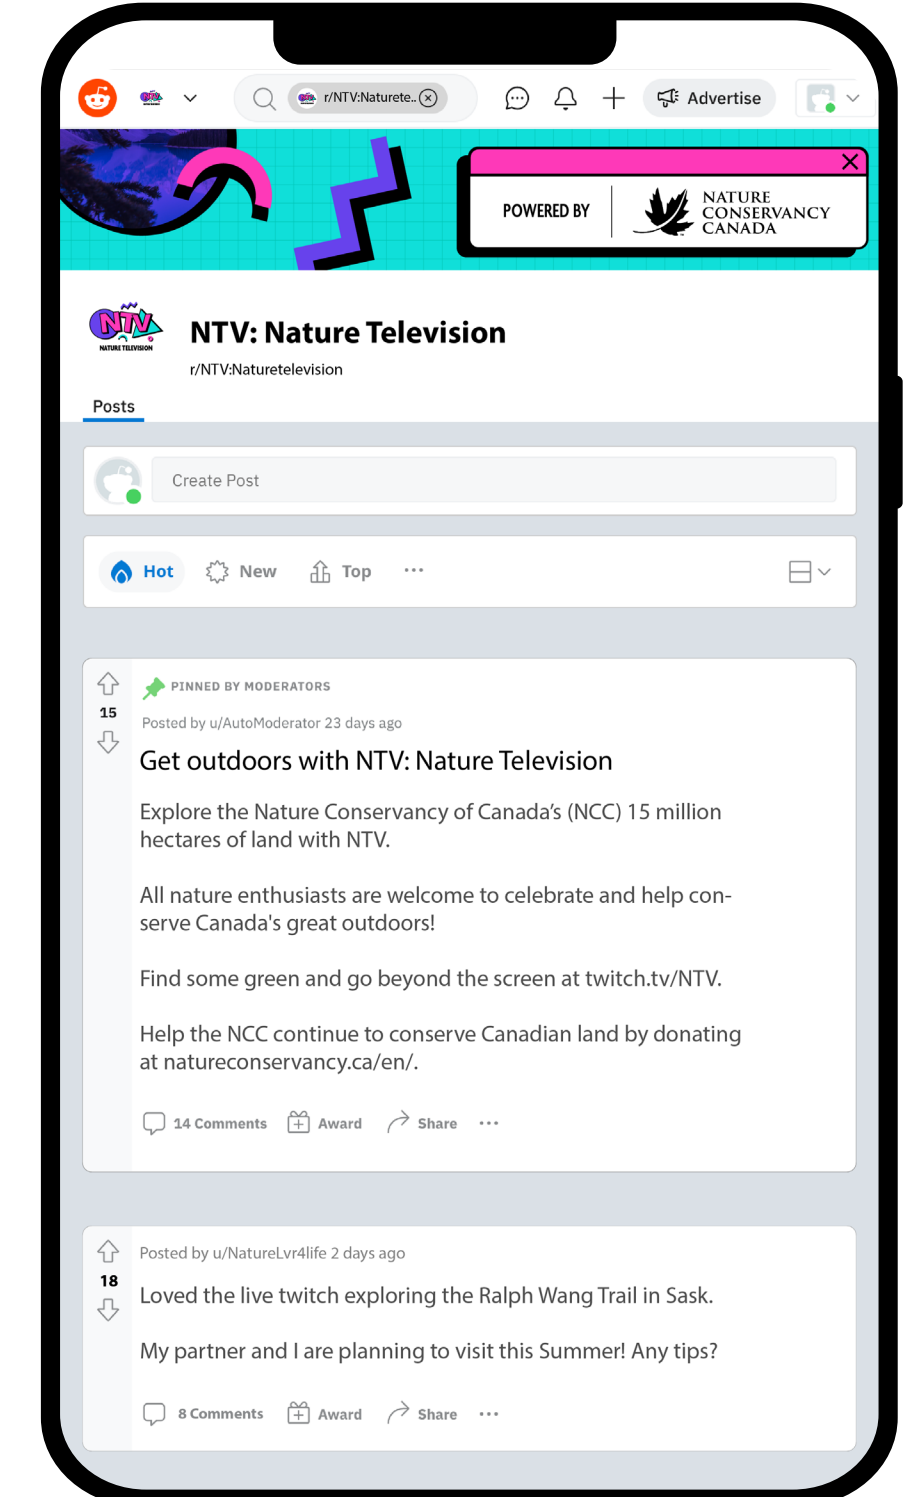 NTV
r/NTV:Naturete..
Advertise
POWERED BY
NATURE
CONSERVANCY
CANADA
NTV
NATURE TELEVISION
NTV: Nature Television
r/NTV:Naturetelevision
Posts
Create Post
Hot
New
Top
PINNED BY MODERATORS
15
Posted by u/AutoModerator 23 days ago
Get outdoors with NTV: Nature Television
Explore the Nature Conservancy of Canada’s (NCC) 15 million
hectares of land with NTV.
All nature enthusiasts are welcome to celebrate and help con-
serve Canada's great outdoors!
Find some green and go beyond the screen at twitch.tv/NTV.
Help the NCC continue to conserve Canadian land by donating
at natureconservancy.ca/en/.
14 Comments
Award
Share
Posted by u/NatureLvr4life 2 days ago
18
Loved the live twitch exploring the Ralph Wang Trail in Sask.
My partner and I are planning to visit this Summer! Any tips?
8 Comments
Award
Share